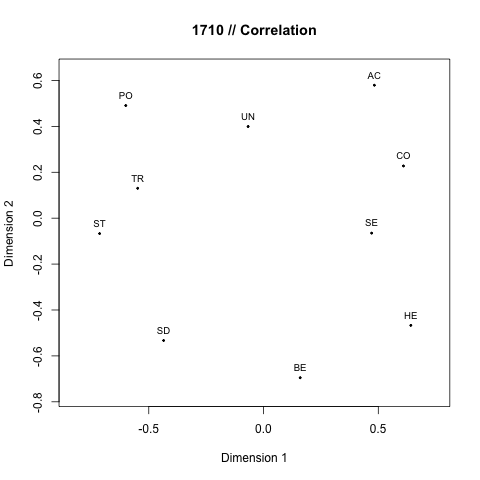 1710 // Correlation
AC
PO
UN
CO
TR
ST
SE
HE
SD
BE
0.6
0.4
0.2
0.0
-0.2
-0.4
-0.6
-0.8
Dimension 2
-0.5
0.0
0.5
Dimension 1